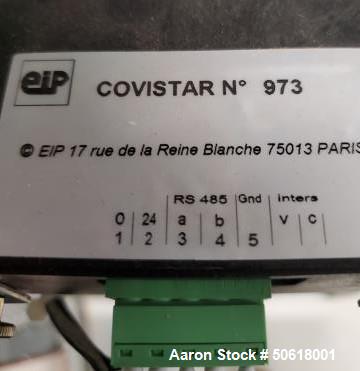 eip COVISTAR N° 973
© EIP 17 rue de la Reine Blanche 75013 PARIS
RS 485 Gnd Inters
0 24 a b V C
1 2 3 4 5
Aaron Stock # 50618001